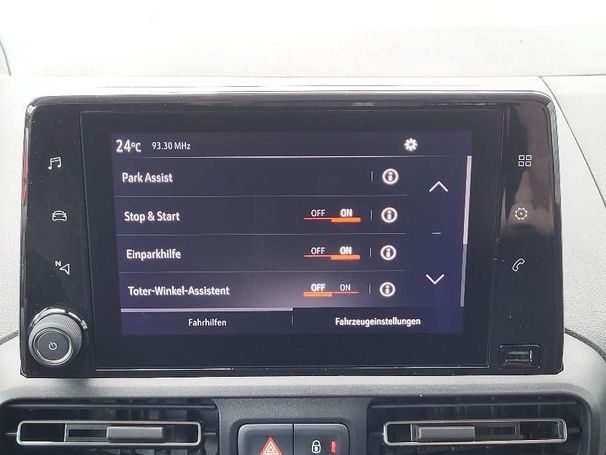 24°C 93.30 MHz
Park Assist
Stop & Start OFF ON
Einparkhilfe OFF ON
Toter-Winkel-Assistent OFF ON
Fahrhilfen Fahrzeugeinstellungen
N